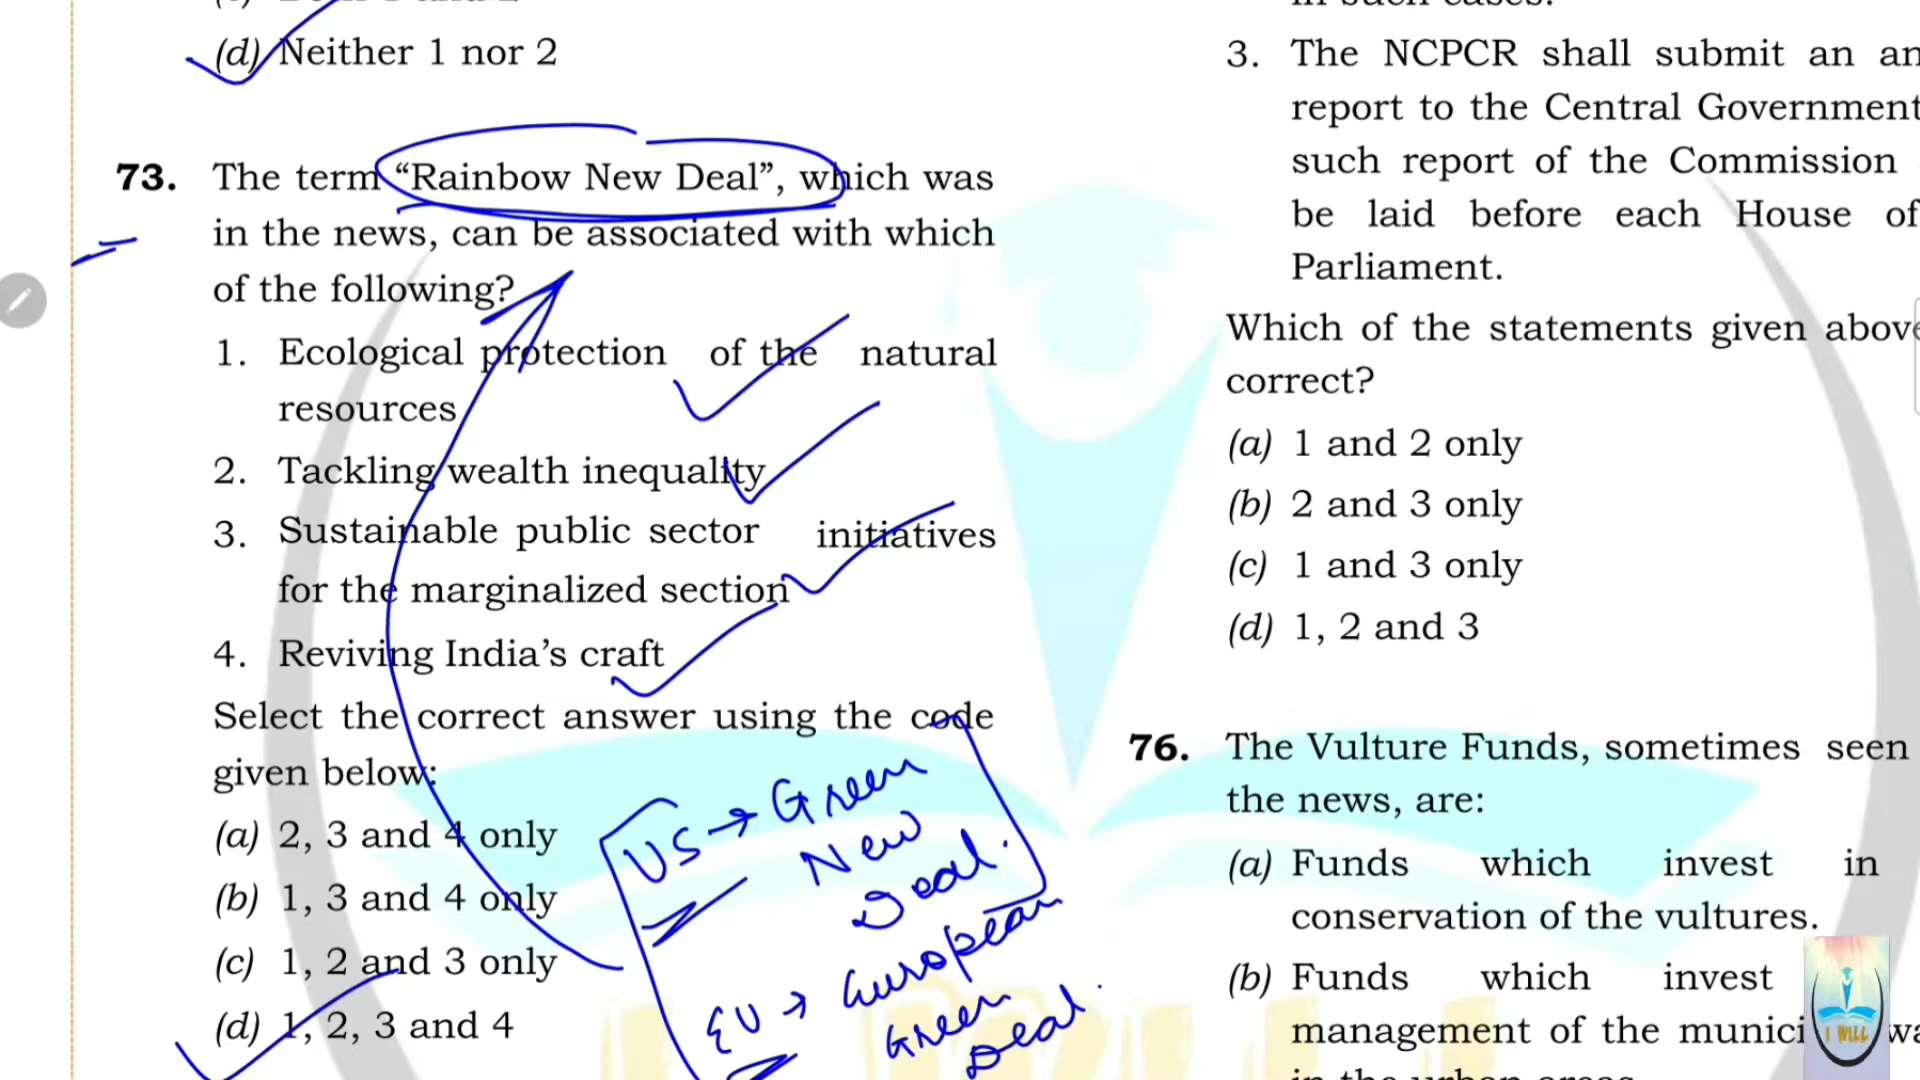 (d) Neither 1 nor 2
73. The term “Rainbow New Deal”, which was
in the news, can be associated with which
of the following?
1. Ecological protection of the natural
resources
2. Tackling wealth inequality
3. Sustainable public sector initiatives
for the marginalized section
4. Reviving India’s craft
Select the correct answer using the code
given below:
(a) 2, 3 and 4 only
(b) 1, 3 and 4 only
(c) 1, 2 and 3 only
(d) 1, 2, 3 and 4
US → Green
New
Deal.
EU → European
Green
Deal.
in such cases.
3. The NCPCR shall submit an an
report to the Central Government
such report of the Commission
be laid before each House of
Parliament.
Which of the statements given above
correct?
(a) 1 and 2 only
(b) 2 and 3 only
(c) 1 and 3 only
(d) 1, 2 and 3
76. The Vulture Funds, sometimes seen
the news, are:
(a) Funds which invest in
conservation of the vultures.
(b) Funds which invest
management of the munici wa
I WILL